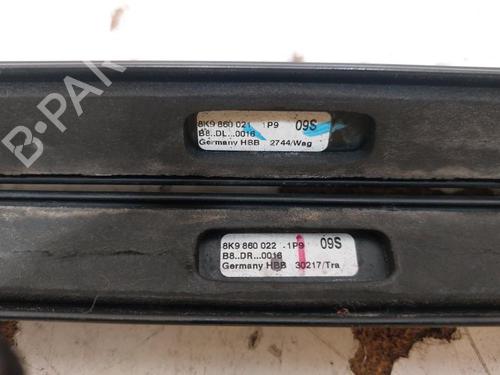 B-PARTS
8K9 860 021 1P9 09S
B8..DL...0016
Germany HBB 2744/Wag
8K9 860 022 .1P9 09S
B8..DR...0016
Germany HBB 30217/Tra